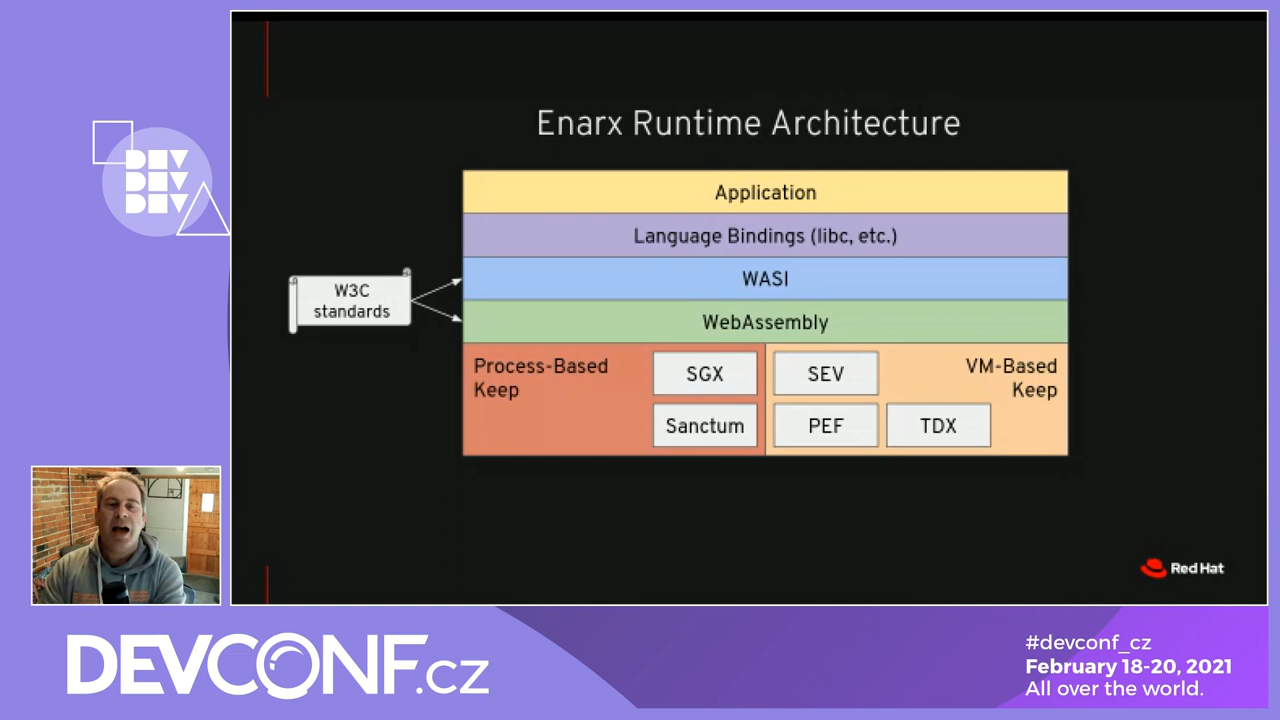 DEV
DEV
DEV
Enarx Runtime Architecture
Application
Language Bindings (libc, etc.)
WASI
WebAssembly
W3C
standards
Process-Based
Keep
SGX
Sanctum
SEV
PEF
TDX
VM-Based
Keep
Red Hat
DEVCONF.cz
#devconf_cz
February 18-20, 2021
All over the world.